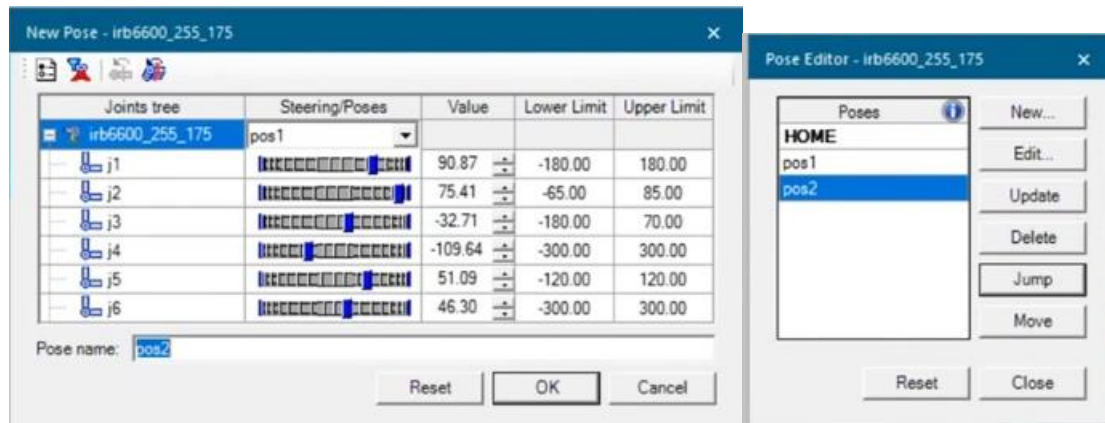 New Pose - irb6600_255_175
Joints tree Steering/Poses Value Lower Limit Upper Limit
irb6600_255_175 pos1
j1 90.87 -180.00 180.00
j2 75.41 -65.00 85.00
j3 -32.71 -180.00 70.00
j4 -109.64 -300.00 300.00
j5 51.09 -120.00 120.00
j6 46.30 -300.00 300.00
Pose name: pos2
Reset OK Cancel
Pose Editor - irb6600_255_175
Poses
HOME
pos1
pos2
New...
Edit...
Update
Delete
Jump
Move
Reset Close